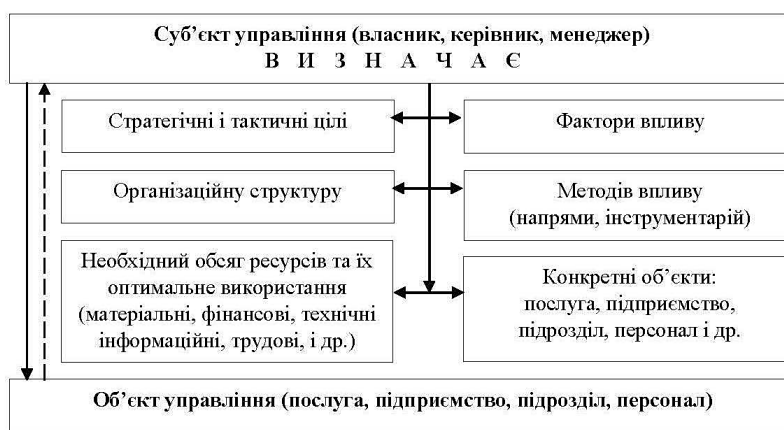 Суб’єкт управління (власник, керівник, менеджер)
В И З Н А Ч А Є
Стратегічні і тактичні цілі
Фактори впливу
Організаційну структуру
Методів впливу
(напрями, інструментарій)
Необхідний обсяг ресурсів та їх
оптимальне використання
(матеріальні, фінансові, технічні
інформаційні, трудові, і др.)
Конкретні об’єкти:
послуга, підприємство,
підрозділ, персонал і др.
Об’єкт управління (послуга, підприємство, підрозділ, персонал)